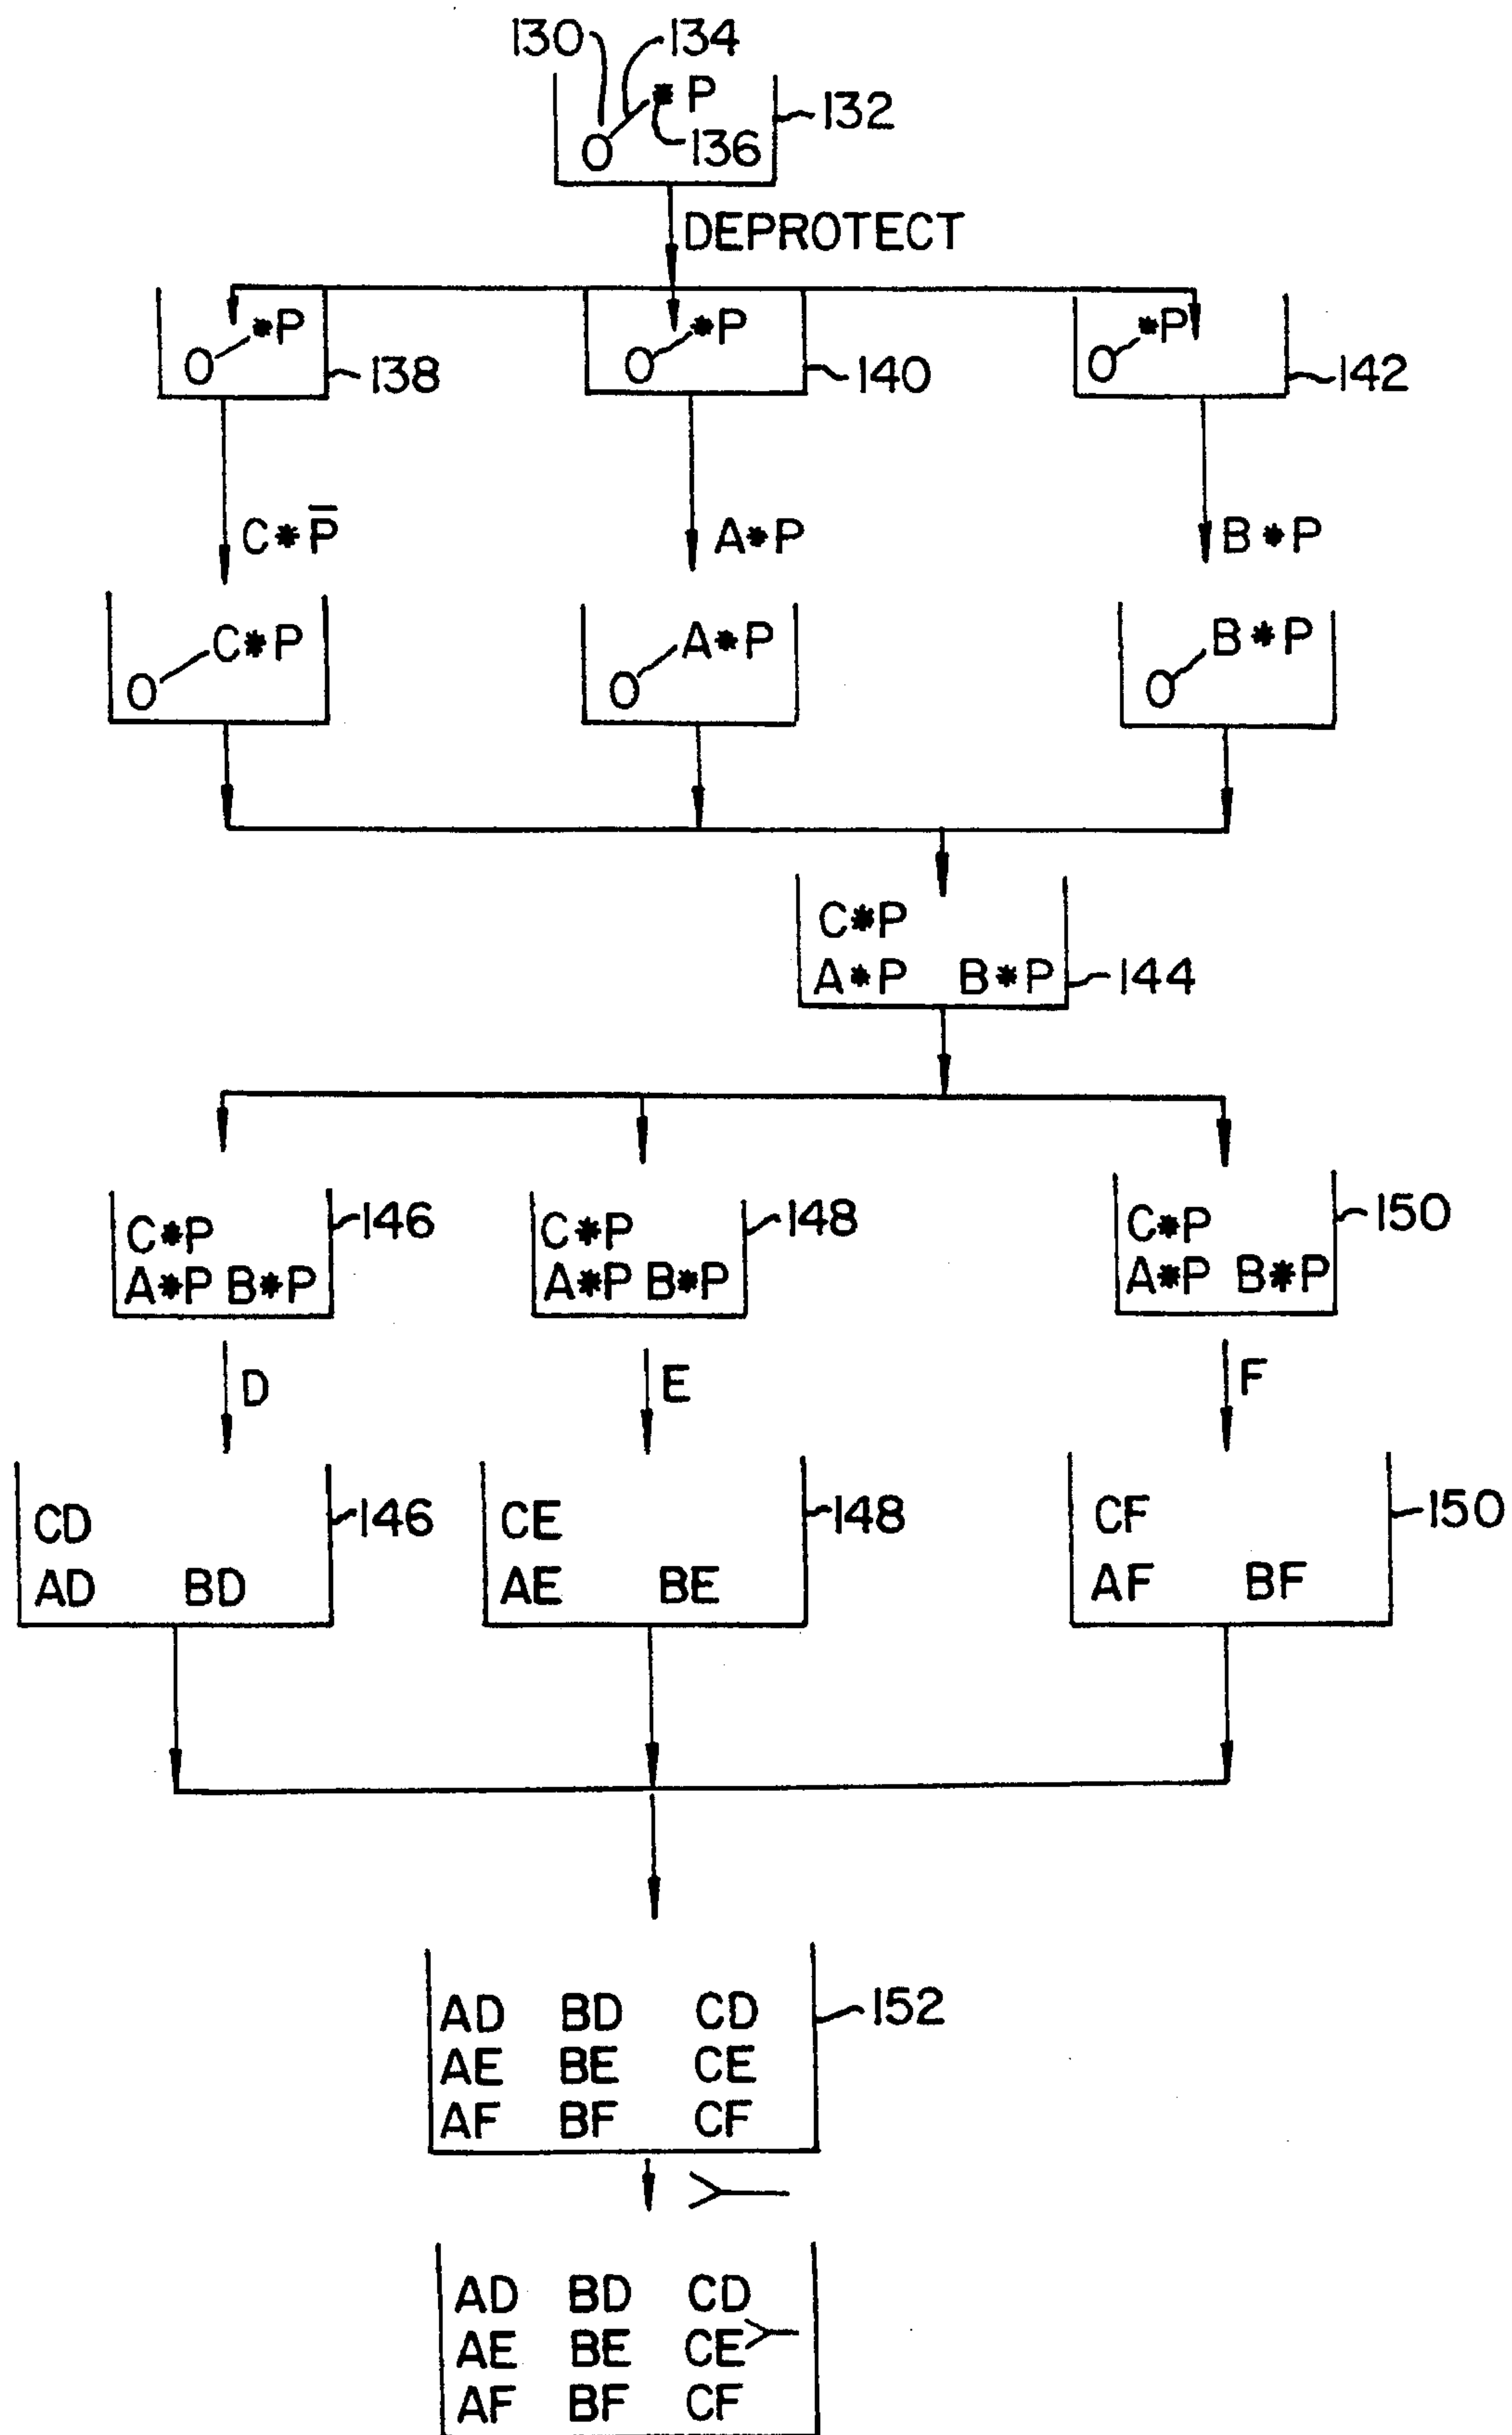 130 134
* P 132
O 136
DEPROTECT
*P *P *P
O 138 O 140 O 142
C*P̅ A*P B*P
C*P A*P B*P
O O O
C*P
A*P B*P 144
C*P 146 C*P 148 C*P 150
A*P B*P A*P B*P A*P B*P
D E F
CD 146 CE 148 CF 150
AD BD AE BE AF BF
AD BD CD 152
AE BE CE
AF BF CF
AD BD CD
AE BE CE
AF BF CF